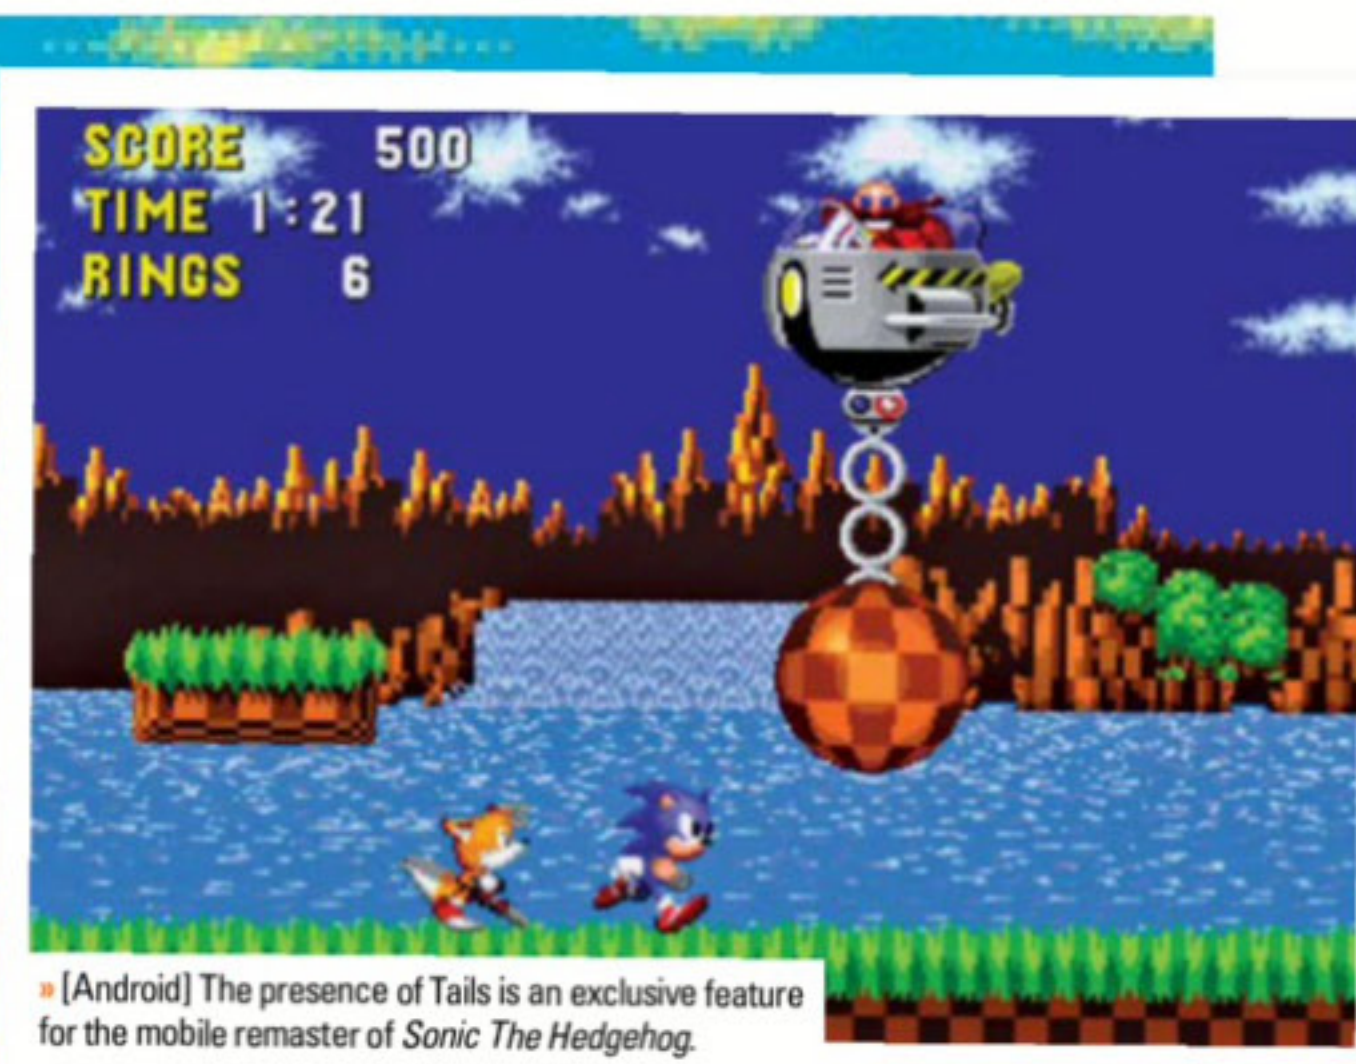 SCORE 500
TIME 1:21
RINGS 6
» [Android] The presence of Tails is an exclusive feature
for the mobile remaster of Sonic The Hedgehog.